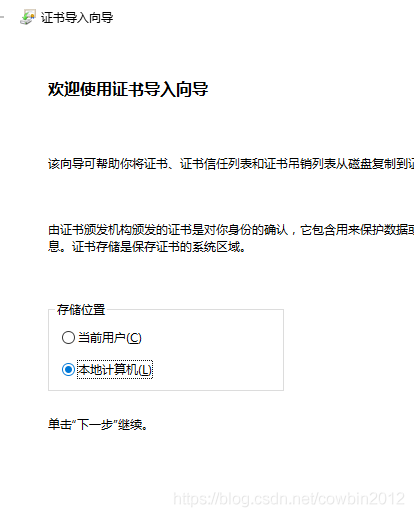 证书导入向导
欢迎使用证书导入向导
该向导可帮助你将证书、证书信任列表和证书吊销列表从磁盘复制到
由证书颁发机构颁发的证书是对你身份的确认，它包含用来保护数据或
息。证书存储是保存证书的系统区域。
存储位置
当前用户(C)
本地计算机(L)
单击"下一步"继续。
https://blog.csdn.net/cowbin2012